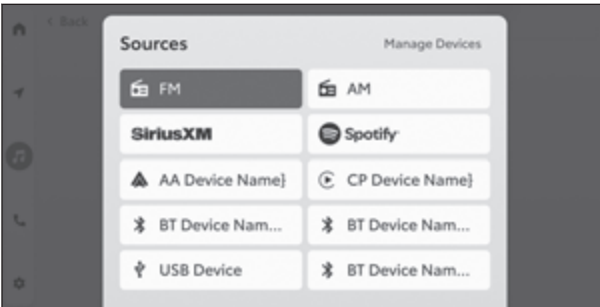 < Back
Sources
Manage Devices
FM
AM
SiriusXM
Spotify
AA Device Name}
CP Device Name}
BT Device Nam...
BT Device Nam...
USB Device
BT Device Nam...